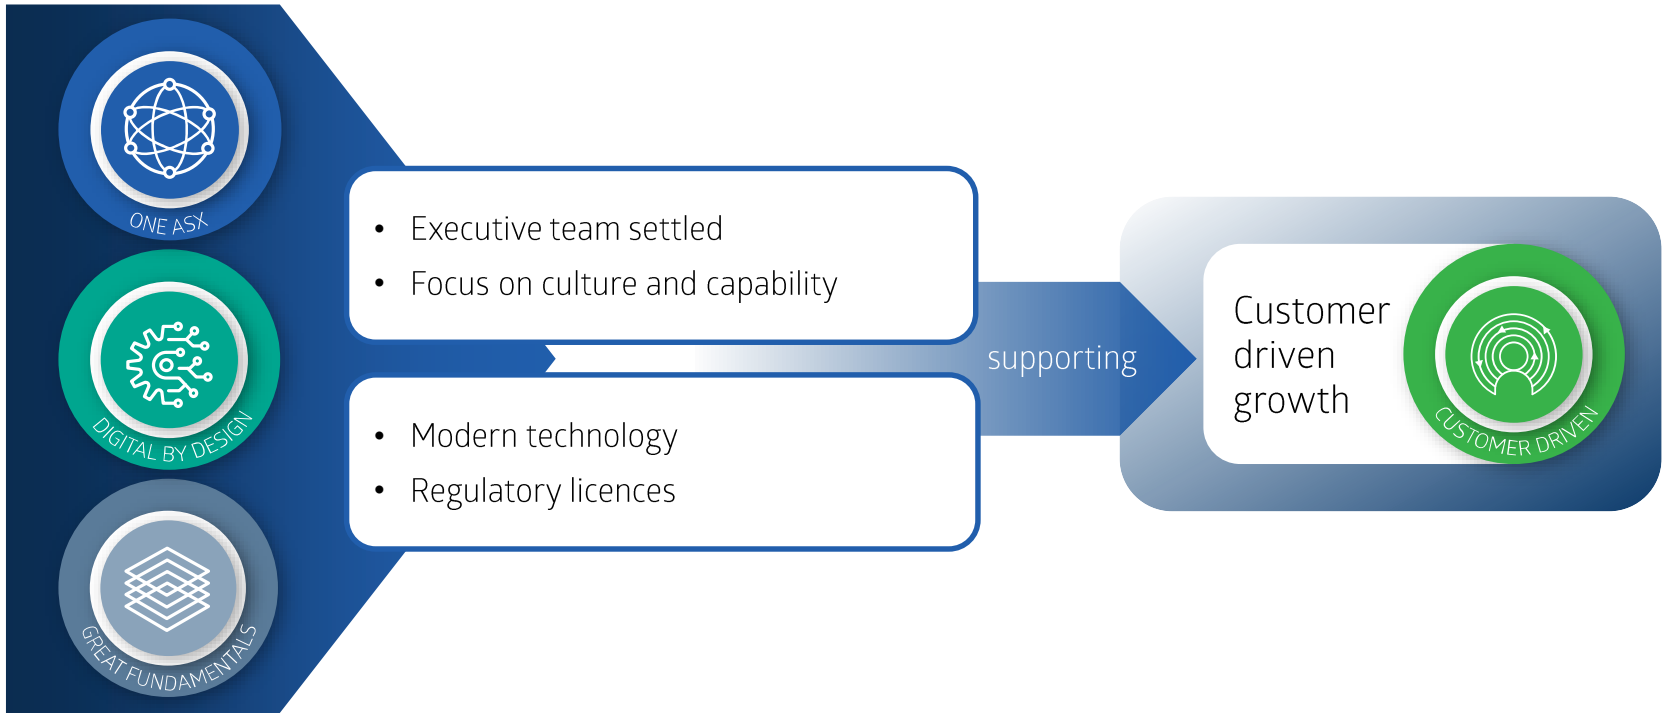 ONE ASX
DIGITAL BY DESIGN
GREAT FUNDAMENTALS
• Executive team settled
• Focus on culture and capability
• Modern technology
• Regulatory licences
supporting
Customer
driven
growth
CUSTOMER DRIVEN